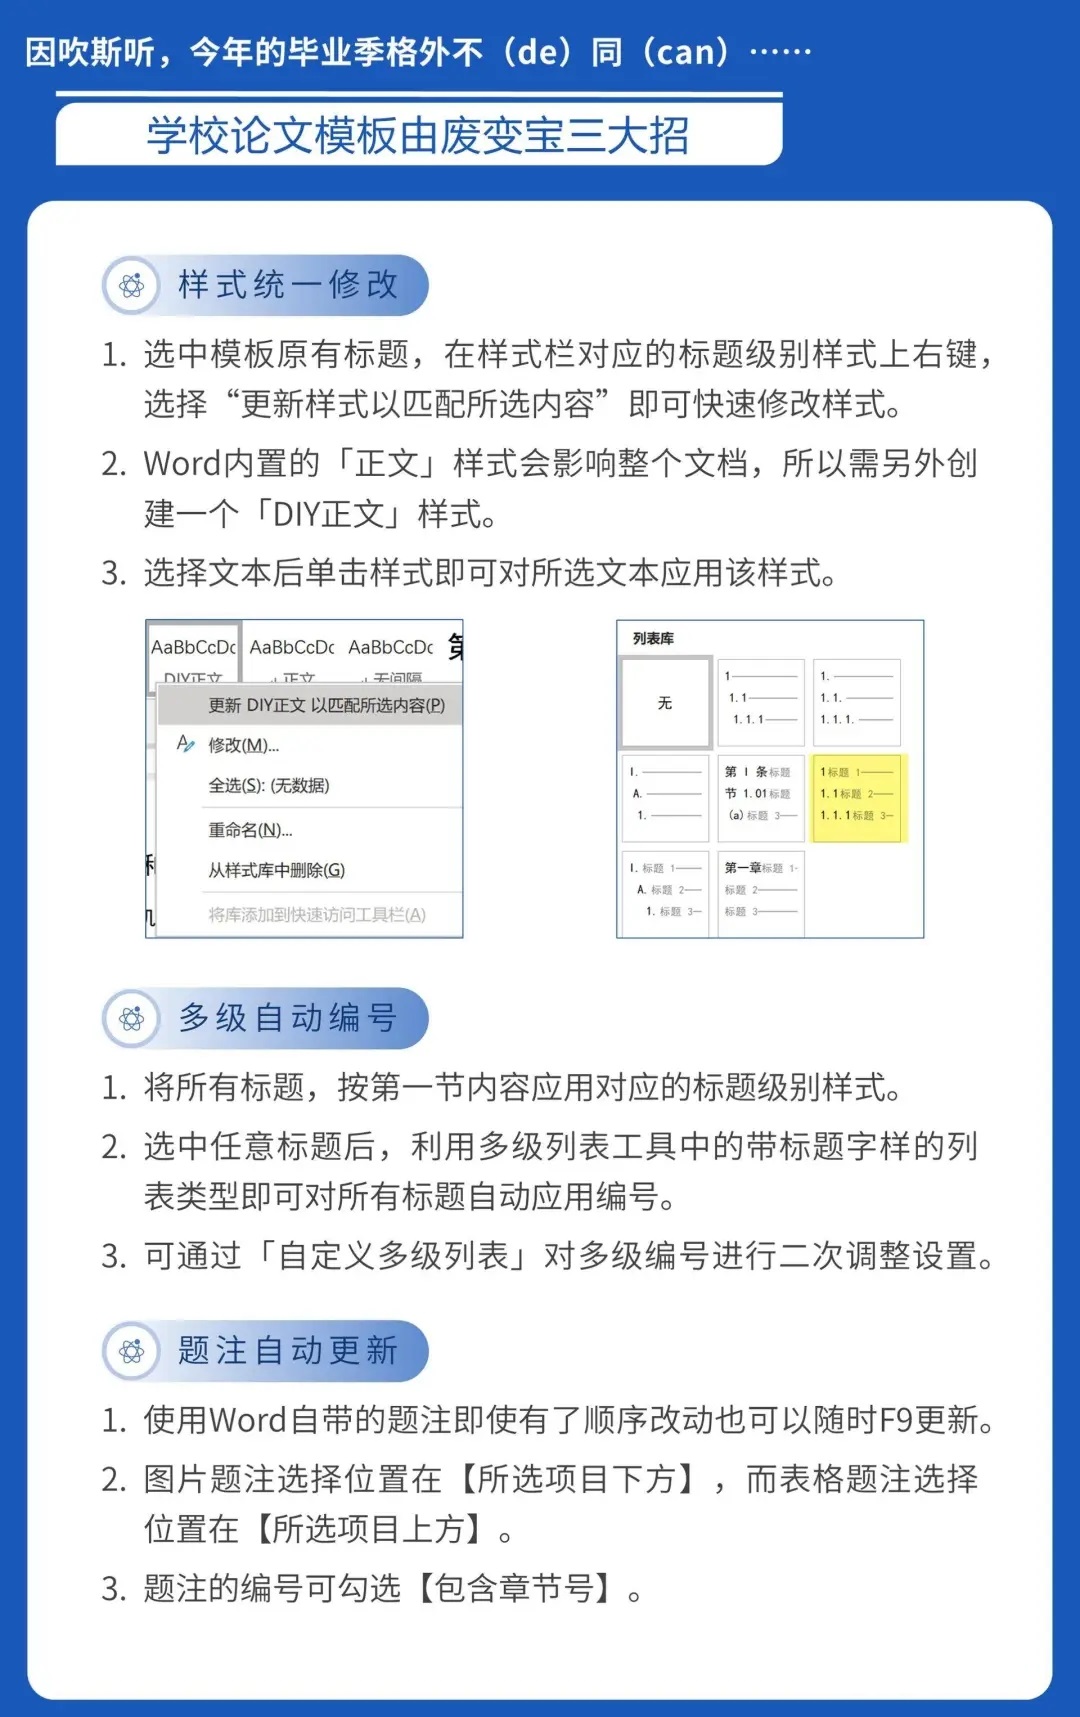 因吹斯听，今年的毕业季格外不（de）同（can）……
学校论文模板由废变宝三大招
样式统一修改
1. 选中模板原有标题，在样式栏对应的标题级别样式上右键，
选择“更新样式以匹配所选内容”即可快速修改样式。
2. Word内置的「正文」样式会影响整个文档，所以需另外创
建一个「DIY正文」样式。
3. 选择文本后单击样式即可对所选文本应用该样式。
AaBbCcDc AaBbCcDc AaBbCcDc 第
DIY正文 ↓正文 ↓无间隔
更新 DIY正文 以匹配所选内容(P)
修改(M)...
全选(S): (无数据)
重命名(N)...
从样式库中删除(G)
将库添加到快速访问工具栏(A)
列表库
无
1
1.1
1.1.1
1.
1.1.
1.1.1.
I.
A.
1.
第 I 条标题
节 1.01标题
(a)标题 3
1标题 1
1.1标题 2
1.1.1标题 3
I.标题 1
A.标题 2
1.标题 3
第一章标题 1
标题 2
标题 3
多级自动编号
1. 将所有标题，按第一节内容应用对应的标题级别样式。
2. 选中任意标题后，利用多级列表工具中的带标题字样的列
表类型即可对所有标题自动应用编号。
3. 可通过「自定义多级列表」对多级编号进行二次调整设置。
题注自动更新
1. 使用Word自带的题注即使有了顺序改动也可以随时F9更新。
2. 图片题注选择位置在【所选项目下方】，而表格题注选择
位置在【所选项目上方】。
3. 题注的编号可勾选【包含章节号】。